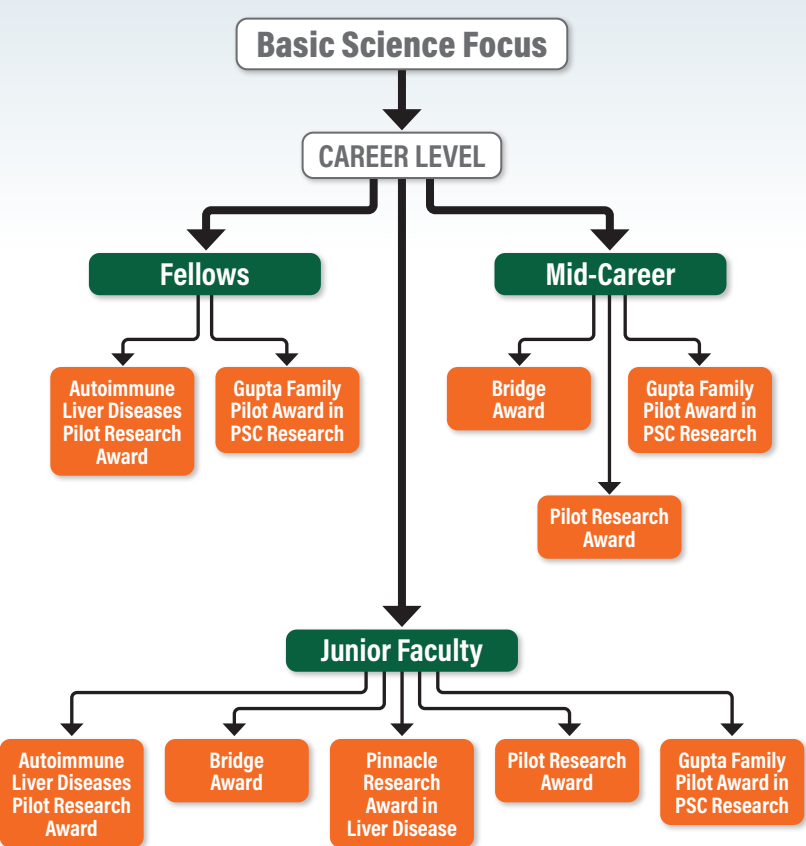 Basic Science Focus
CAREER LEVEL
Fellows
Mid-Career
Autoimmune
Liver Diseases
Pilot Research
Award
Gupta Family
Pilot Award in
PSC Research
Bridge
Award
Gupta Family
Pilot Award in
PSC Research
Pilot Research
Award
Junior Faculty
Autoimmune
Liver Diseases
Pilot Research
Award
Bridge
Award
Pinnacle
Research
Award in
Liver Disease
Pilot Research
Award
Gupta Family
Pilot Award in
PSC Research